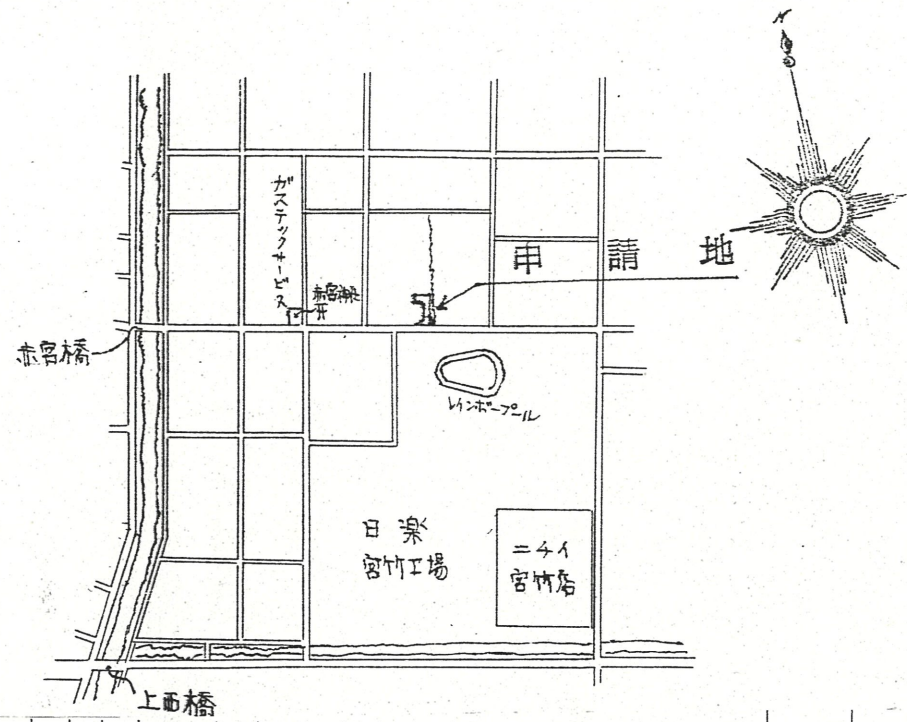 N
ガステックサービス
赤宮神社
申請地
赤宮橋
レインボープール
日楽
宮竹工場
ニチイ
宮竹店
上西橋